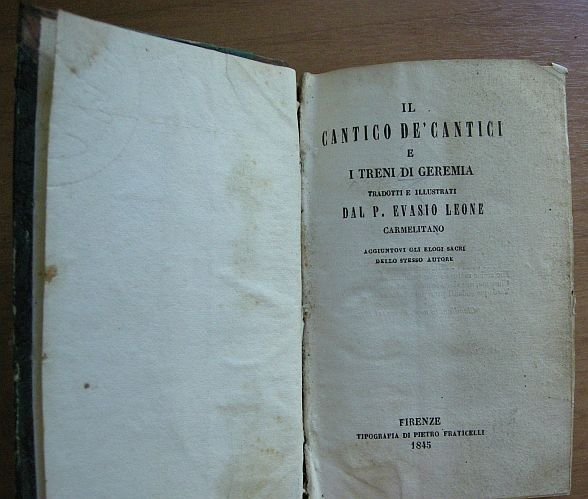 IL
CANTICO DE' CANTICI
E
I TRENI DI GEREMIA
TRADOTTI E ILLUSTRATI
DAL P. EVASIO LEONE
CARMELITANO
AGGIUNTOVI GLI ELOGI SACRI
DELLO STESSO AUTORE
FIRENZE
TIPOGRAFIA DI PIETRO FRATICELLI
1845